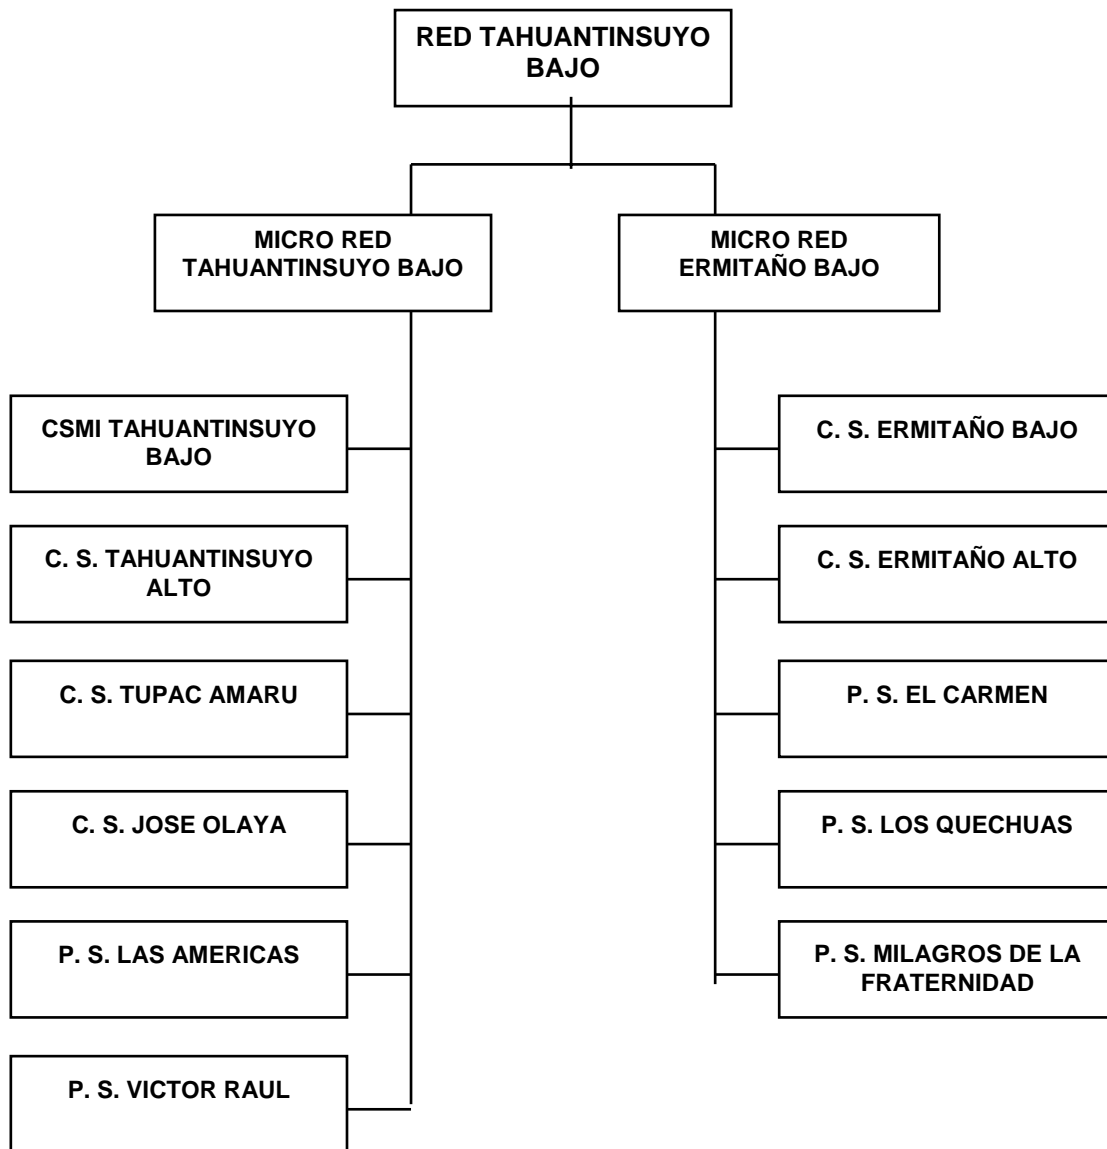 RED TAHUANTINSUYO
BAJO
MICRO RED
TAHUANTINSUYO BAJO
MICRO RED
ERMITAÑO BAJO
CSMI TAHUANTINSUYO
BAJO
C. S. TAHUANTINSUYO
ALTO
C. S. TUPAC AMARU
C. S. JOSE OLAYA
P. S. LAS AMERICAS
P. S. VICTOR RAUL
C. S. ERMITAÑO BAJO
C. S. ERMITAÑO ALTO
P. S. EL CARMEN
P. S. LOS QUECHUAS
P. S. MILAGROS DE LA
FRATERNIDAD